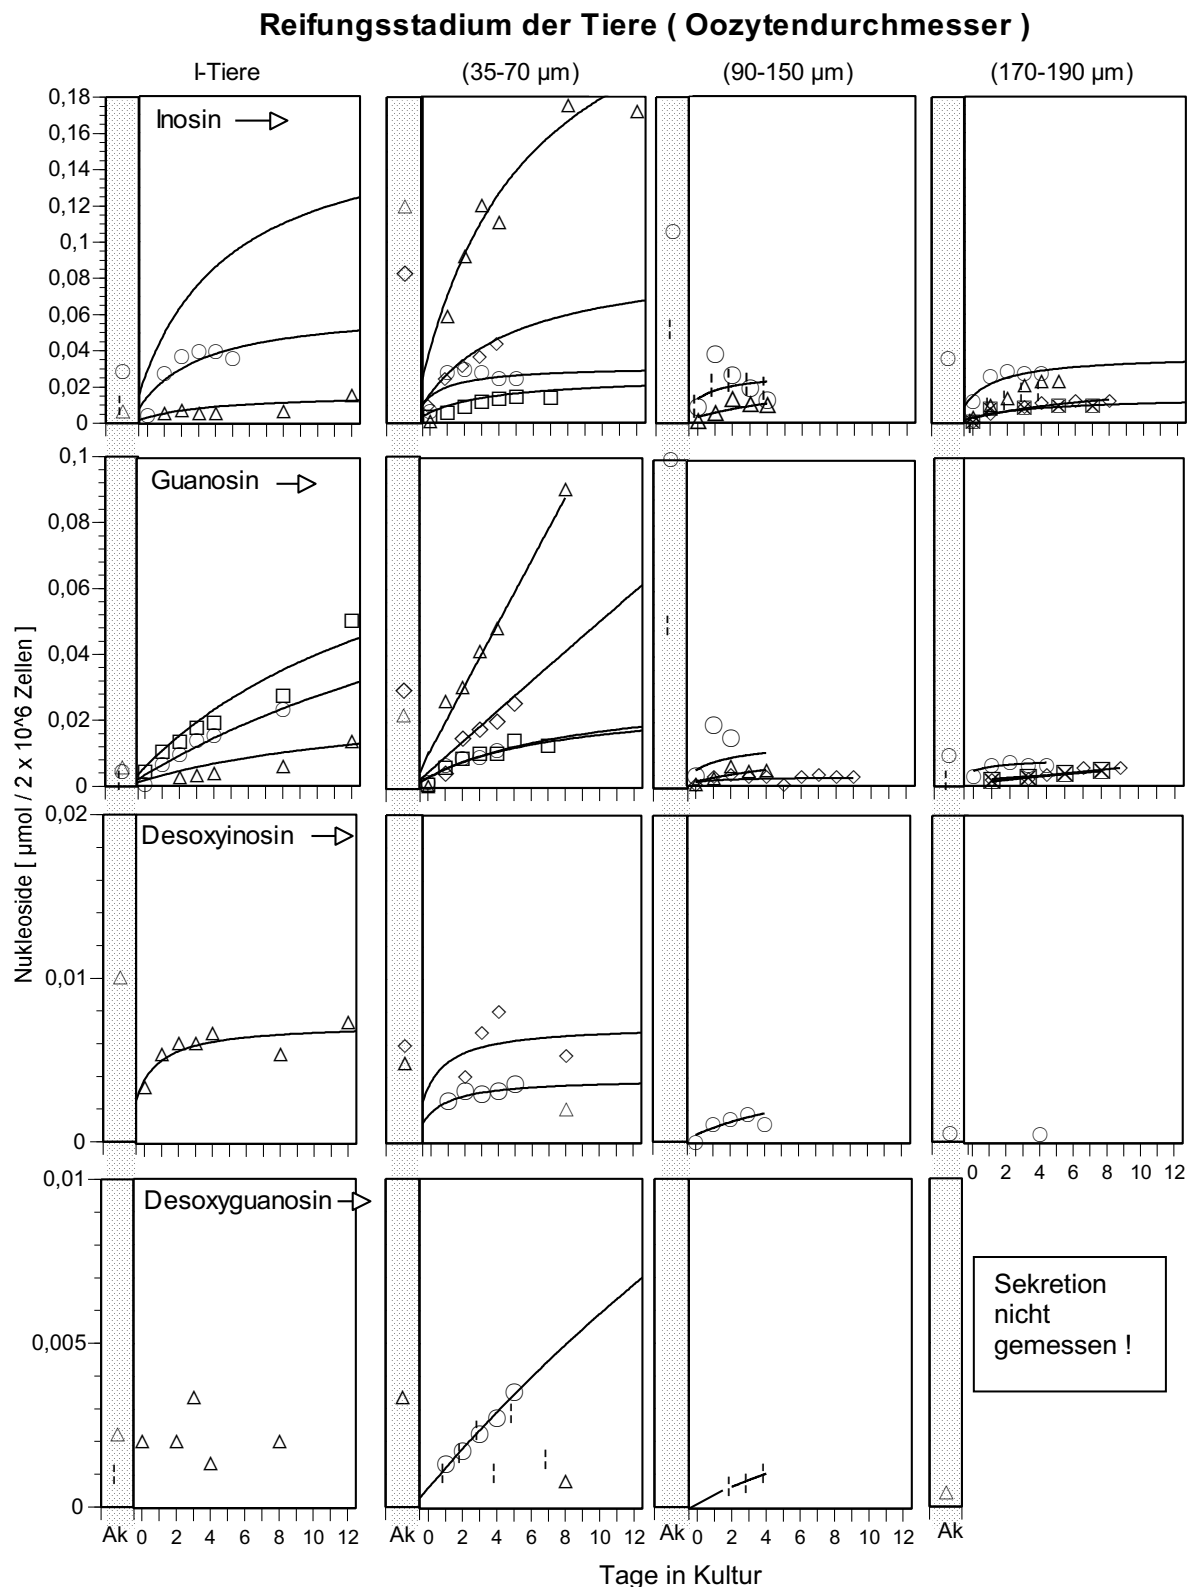 Reifungsstadium der Tiere ( Oozytendurchmesser )
I-Tiere (35-70 µm) (90-150 µm) (170-190 µm)
Inosin
0,18
0,16
0,14
0,12
0,1
0,08
0,06
0,04
0,02
0
Guanosin
0,1
0,08
0,06
0,04
0,02
0
Desoxyinosin
0,02
0,01
0
0 2 4 6 8 10 12
Desoxyguanosin
0,01
0,005
0
Sekretion
nicht
gemessen !
Ak 0 2 4 6 8 10 12 Ak 0 2 4 6 8 10 12 Ak 0 2 4 6 8 10 12 Ak
Nukleoside [ µmol / 2 x 10^6 Zellen ]
Tage in Kultur